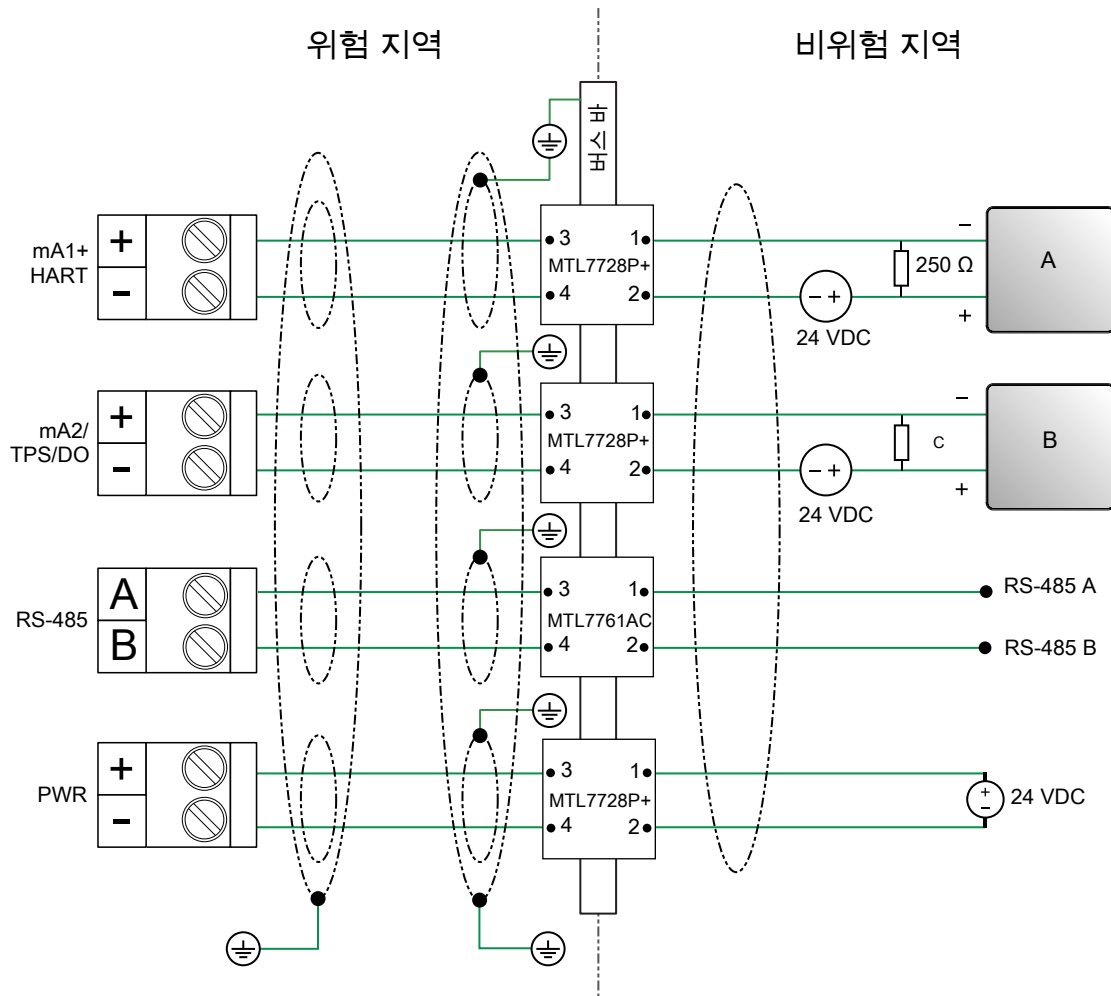 위험 지역
비위험 지역
버스 바
mA1+
HART
+
-
3
4
MTL7728P+
1
2
250 Ω
- +
24 VDC
-
+
A
mA2/
TPS/DO
+
-
3
4
MTL7728P+
1
2
C
- +
24 VDC
-
+
B
RS-485
A
B
3
4
MTL7761AC
1
2
RS-485 A
RS-485 B
PWR
+
-
3
4
MTL7728P+
1
2
+
-
24 VDC